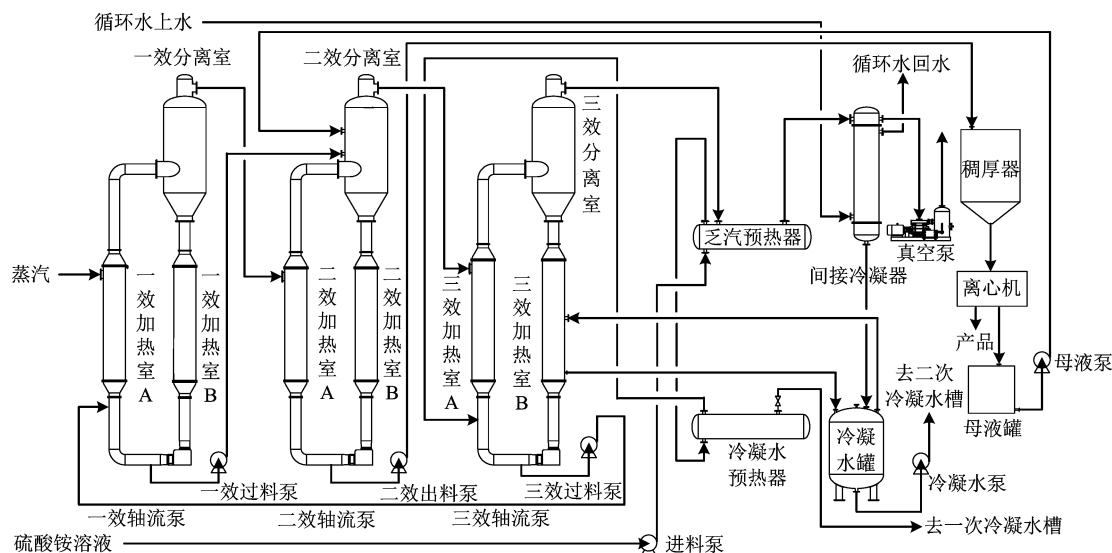 循环水上水
一效分离室
二效分离室
三效分离室
循环水回水
稠厚器
乏汽预热器
真空泵
间接冷凝器
离心机
蒸汽
一效加热室A
一效加热室B
二效加热室A
二效加热室B
三效加热室A
三效加热室B
产品
母液泵
去二次
冷凝水槽
母液罐
冷凝
水罐
冷凝水
预热器
冷凝水泵
一效过料泵
二效出料泵
三效过料泵
一效轴流泵
二效轴流泵
三效轴流泵
去一次冷凝水槽
硫酸铵溶液
进料泵